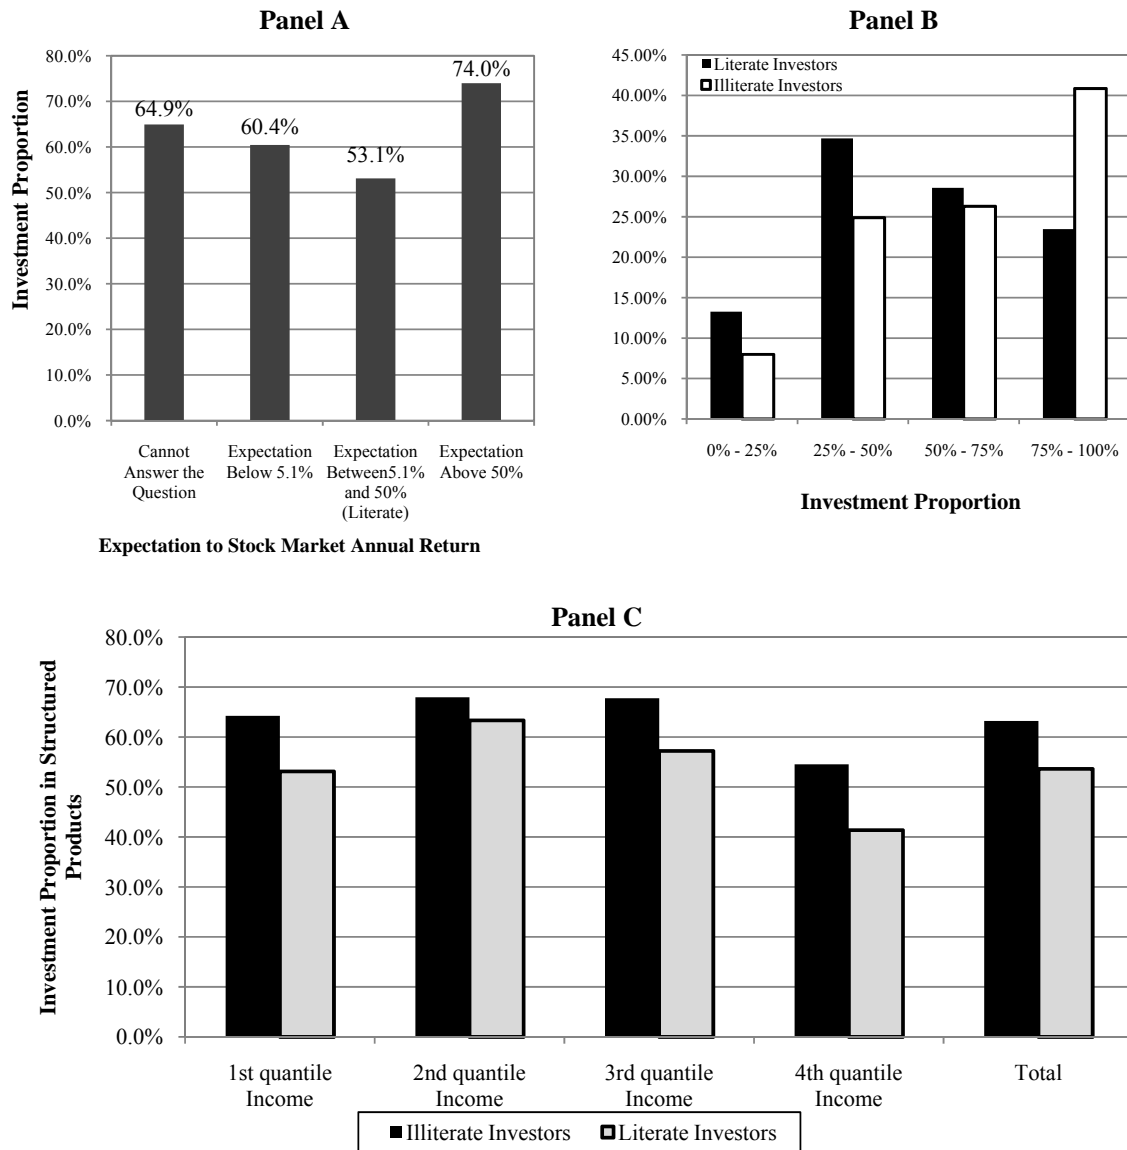 Panel A
80.0%
70.0%
60.0%
50.0%
40.0%
30.0%
20.0%
10.0%
0.0%
Investment Proportion
64.9%
60.4%
53.1%
74.0%
Cannot
Answer the
Question
Expectation
Below 5.1%
Expectation
Between5.1%
and 50%
(Literate)
Expectation
Above 50%
Expectation to Stock Market Annual Return
Panel B
45.00%
40.00%
35.00%
30.00%
25.00%
20.00%
15.00%
10.00%
5.00%
0.00%
Literate Investors
Illiterate Investors
0% - 25%
25% - 50%
50% - 75%
75% - 100%
Investment Proportion
Panel C
80.0%
70.0%
60.0%
50.0%
40.0%
30.0%
20.0%
10.0%
0.0%
Investment Proportion in Structured
Products
1st quantile
Income
2nd quantile
Income
3rd quantile
Income
4th quantile
Income
Total
Illiterate Investors
Literate Investors